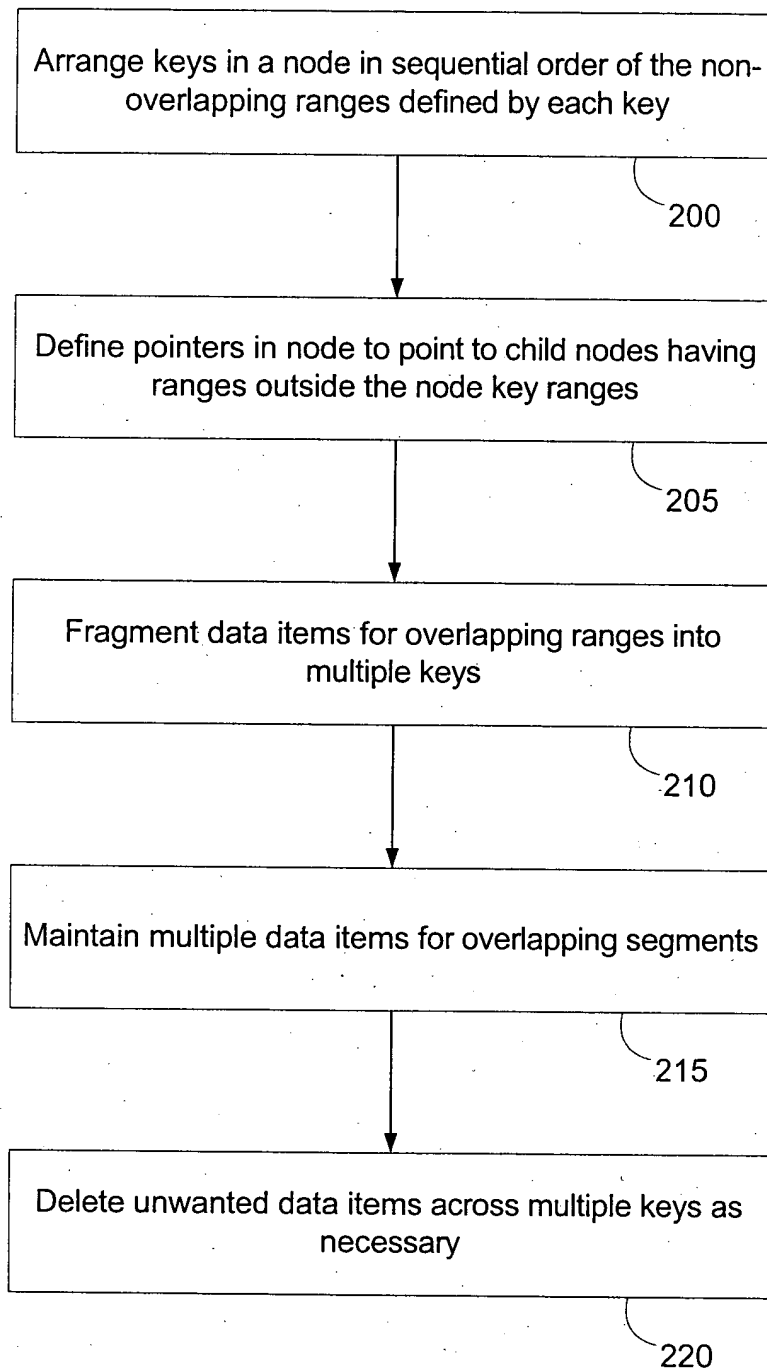 Arrange keys in a node in sequential order of the non-
overlapping ranges defined by each key
200
Define pointers in node to point to child nodes having
ranges outside the node key ranges
205
Fragment data items for overlapping ranges into
multiple keys
210
Maintain multiple data items for overlapping segments
215
Delete unwanted data items across multiple keys as
necessary
220